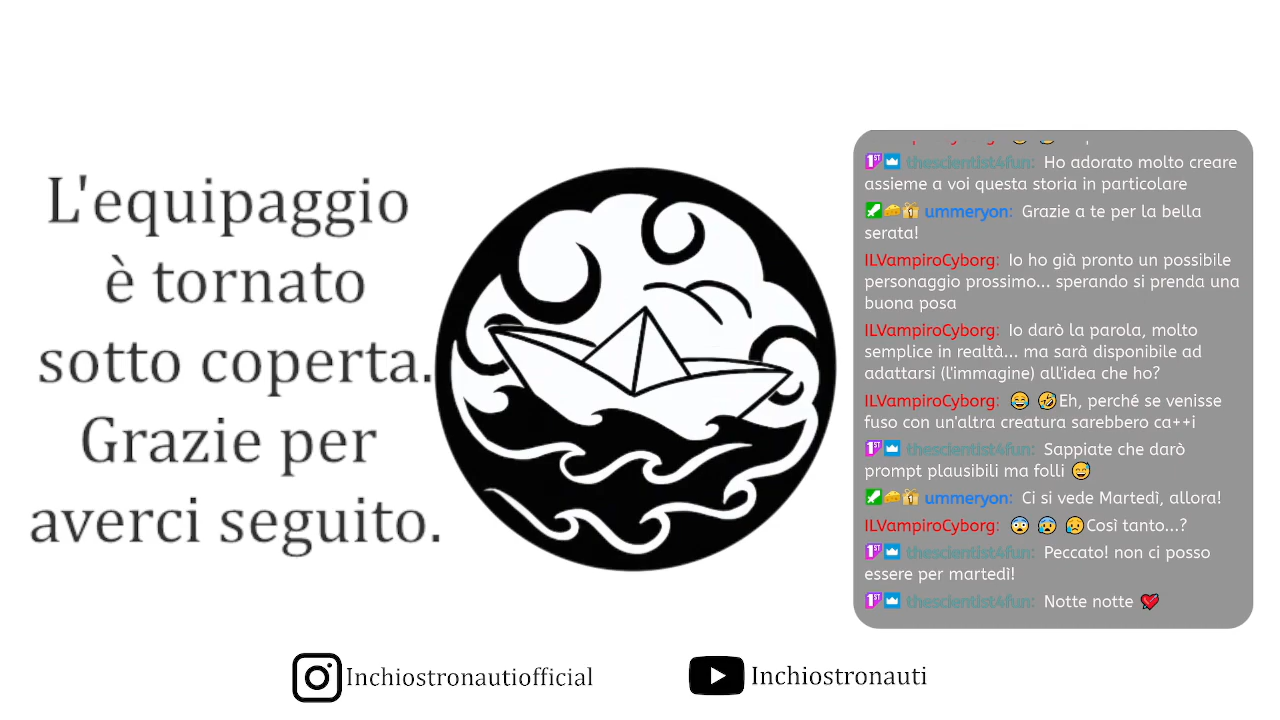 L'equipaggio
è tornato
sotto coperta.
Grazie per
averci seguito.
thescientist4fun: Ho adorato molto creare
assieme a voi questa storia in particolare
ummeryon: Grazie a te per la bella
serata!
ILVampiroCyborg: Io ho già pronto un possibile
personaggio prossimo... sperando si prenda una
buona posa
ILVampiroCyborg: Io darò la parola, molto
semplice in realtà... ma sarà disponibile ad
adattarsi (l'immagine) all'idea che ho?
ILVampiroCyborg: 😂 🤣Eh, perché se venisse
fuso con un'altra creatura sarebbero ca++i
thescientist4fun: Sappiate che darò
prompt plausibili ma folli 😅
ummeryon: Ci si vede Martedì, allora!
ILVampiroCyborg: 😨 😰 😥Così tanto...?
thescientist4fun: Peccato! non ci posso
essere per martedì!
thescientist4fun: Notte notte 💘
Inchiostronautiofficial
Inchiostronauti